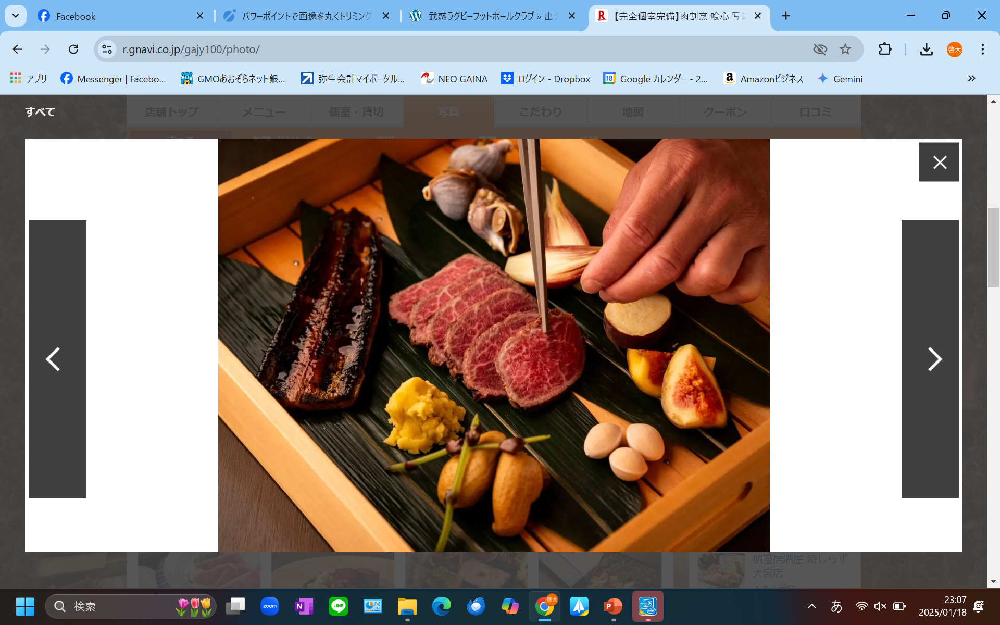 Facebook
パワーポイントで画像を丸くトリミング
武惑ラグビーフットボールクラブ » 出
【完全個室完備】肉割烹 喰心 写
r.gnavi.co.jp/gajy100/photo/
啓大
アプリ
Messenger | Facebo...
GMOあおぞらネット銀...
弥生会計マイポータル...
NEO GAINA
ログイン - Dropbox
18
Google カレンダー - 2...
Amazonビジネス
Gemini
すべて
店舗トップ
メニュー
個室・貸切
写真
こだわり
地図
クーポン
口コミ
個室居酒屋 時しらず
大宮店
検索
zoom
N
LINE
啓大
P
あ
23:07
2025/01/18